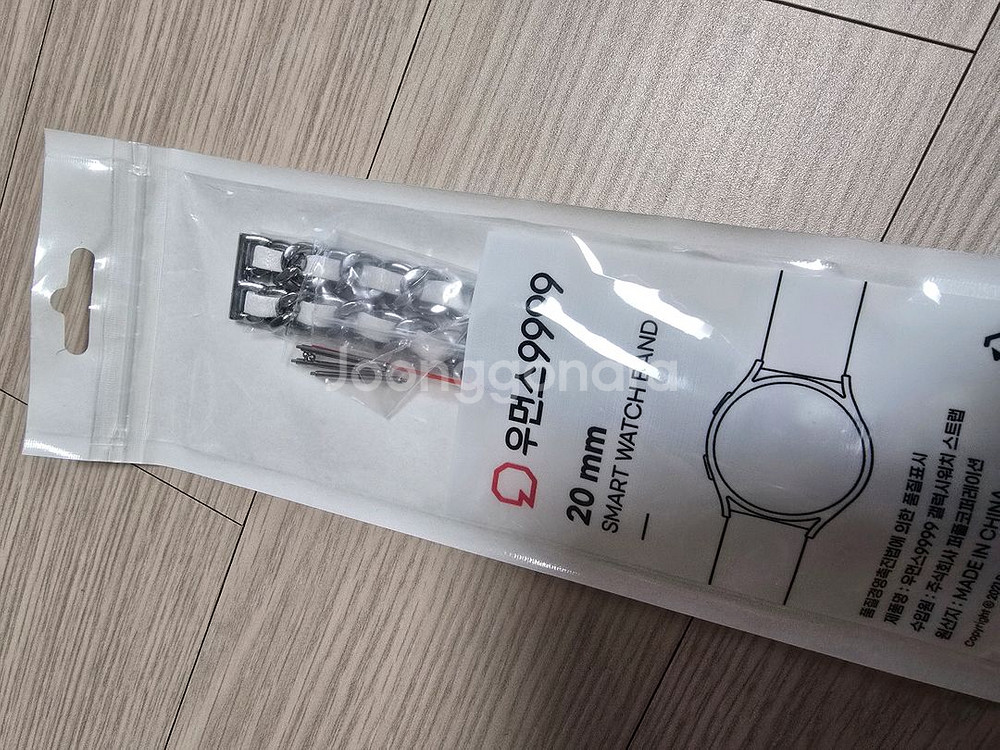 우먼스9999
20 mm
SMART WATCH BAND
품질경영촉진법에 의한 품질표시
제품명 : 우먼스9999 갤럭시워치 스트랩
수입원 : 주식회사 퍼플코퍼레이션
원산지 : MADE IN CHINA
Copyright ©
Joonggonara